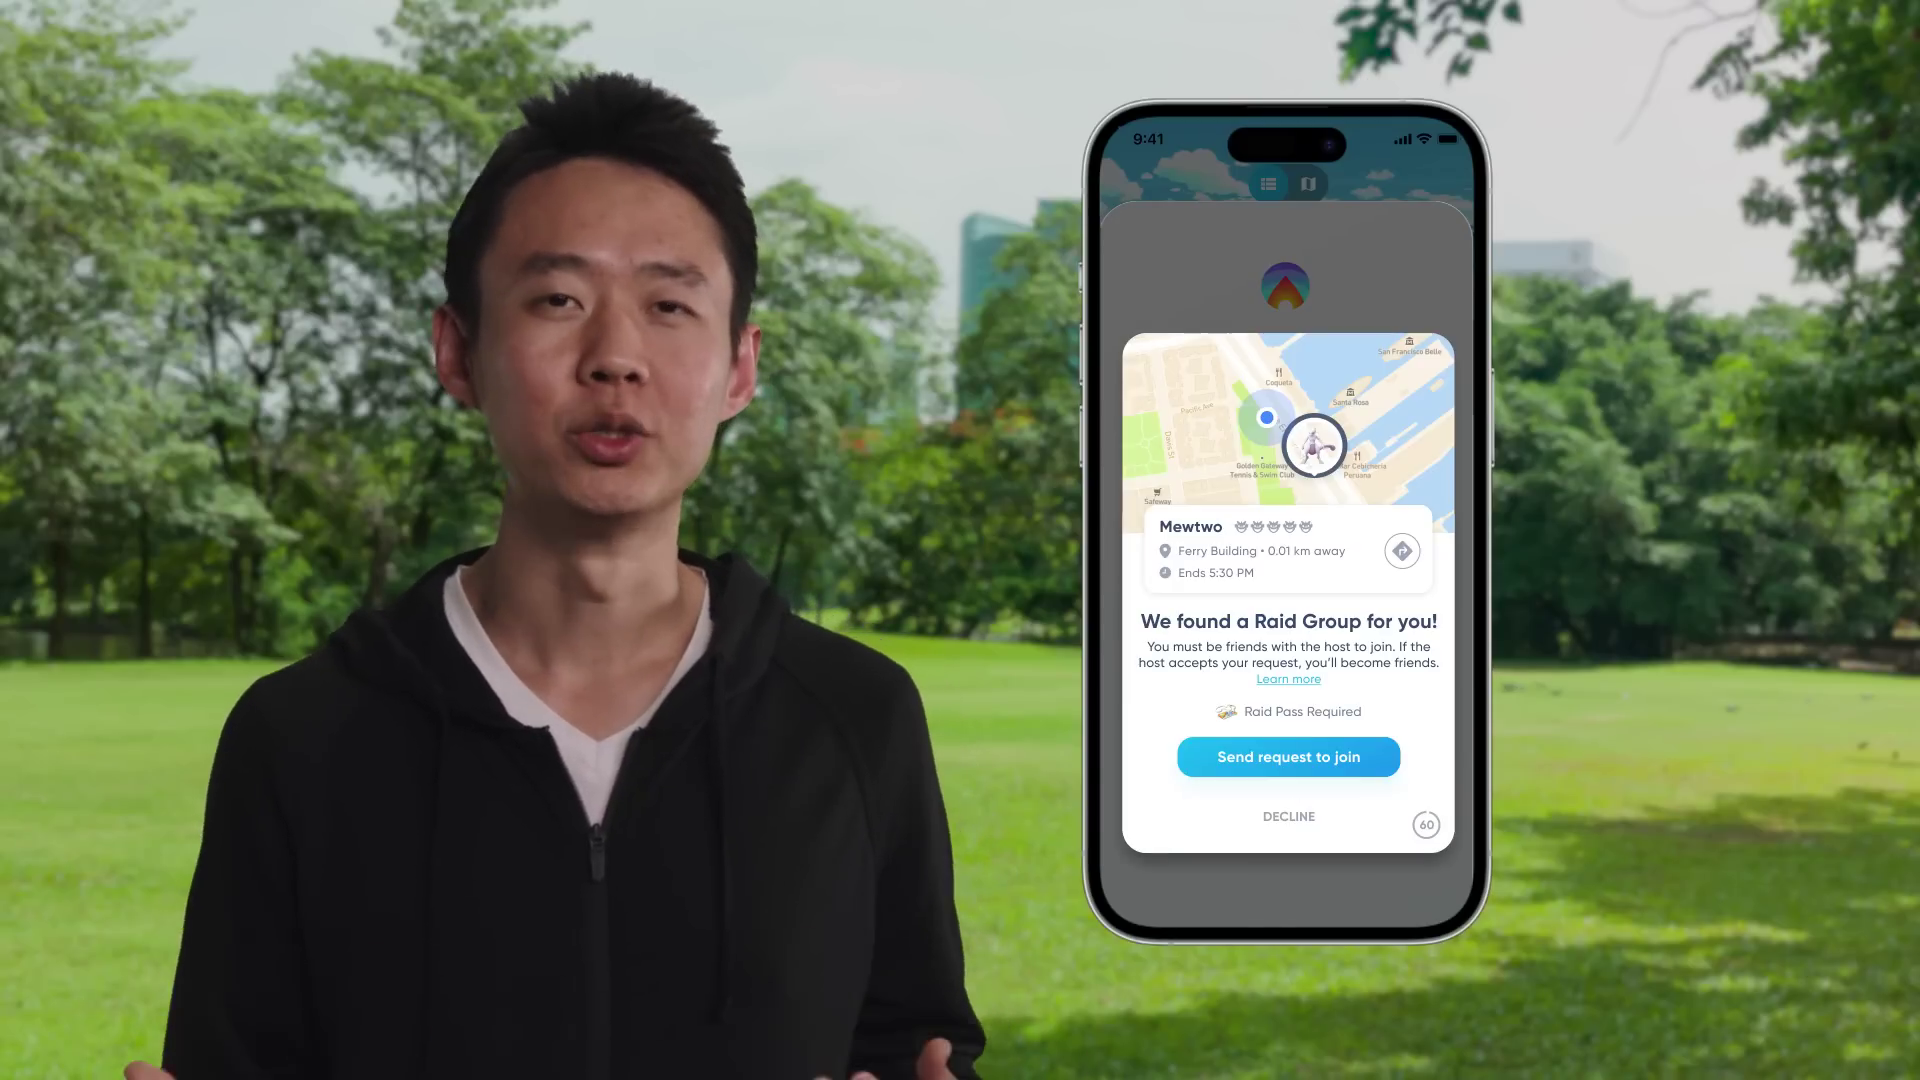 9:41
San Francisco Belle
Coqueta
Santa Rosa
Pacific Ave
Davis St
Golden Gateway
Tennis & Swim Club
Cebicheria
Peruana
Safeway
Mewtwo
Ferry Building • 0.01 km away
Ends 5:30 PM
We found a Raid Group for you!
You must be friends with the host to join. If the
host accepts your request, you'll become friends.
Learn more
Raid Pass Required
Send request to join
DECLINE
60